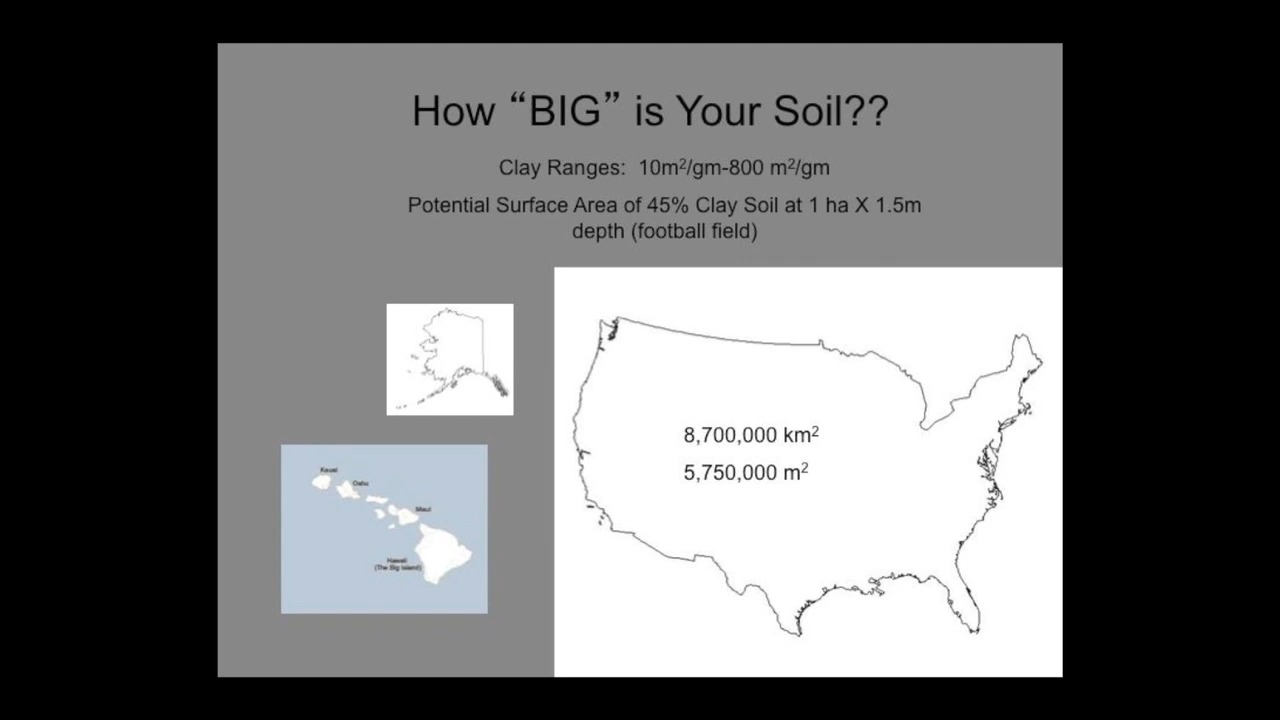 How “BIG” is Your Soil??
Clay Ranges:  10m²/gm-800 m²/gm
Potential Surface Area of 45% Clay Soil at 1 ha X 1.5m
depth (football field)
8,700,000 km²
5,750,000 m²
Kauai
Oahu
Maui
Hawaii
(The Big Island)